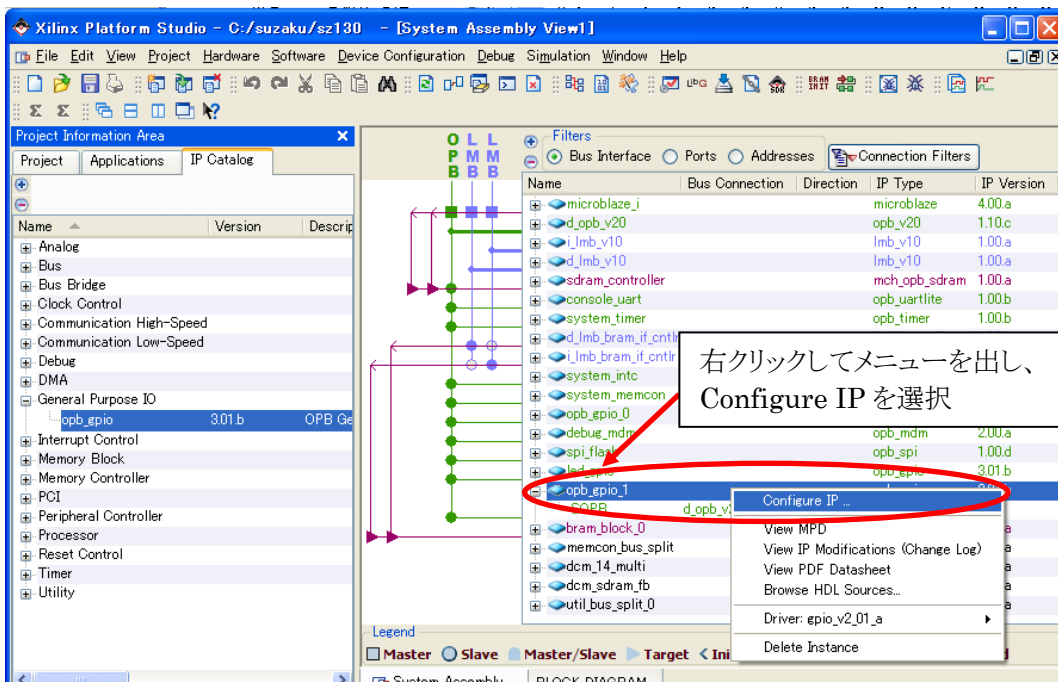 Xilinx Platform Studio - C:/suzaku/sz130 - [System Assembly View1]
File Edit View Project Hardware Software Device Configuration Debug Simulation Window Help
Project Information Area
Project Applications IP Catalog
Name Version Descrip
Analog
Bus
Bus Bridge
Clock Control
Communication High-Speed
Communication Low-Speed
Debug
DMA
General Purpose IO
opb_gpio 3.01.b OPB Ge
Interrupt Control
Memory Block
Memory Controller
PCI
Peripheral Controller
Processor
Reset Control
Timer
Utility
O L L
P M M
B B B
Filters
Bus Interface Ports Addresses Connection Filters
Name Bus Connection Direction IP Type IP Version
microblaze_i microblaze 4.00.a
d_opb_v20 opb_v20 1.10.c
i_lmb_v10 lmb_v10 1.00.a
d_lmb_v10 lmb_v10 1.00.a
sdram_controller mch_opb_sdram 1.00.a
console_uart opb_uartlite 1.00.b
system_timer opb_timer 1.00.b
d_lmb_bram_if_cntlr
i_lmb_bram_if_cntlr
system_intc
system_memcon
opb_gpio_0
debug_mdm opb_mdm 2.00.a
spi_flash opb_spi 1.00.d
led_gpio opb_gpio 3.01.b
opb_gpio_1
SOPB d_opb_v
bram_block_0 a
memcon_bus_split a
dcm_14_multi a
dcm_sdram_fb a
util_bus_split_0 a
右クリックしてメニューを出し、
Configure IP を選択
Configure IP ...
View MPD
View IP Modifications (Change Log)
View PDF Datasheet
Browse HDL Sources...
Driver: gpio_v2_01_a
Delete Instance
Legend
Master Slave Master/Slave Target Ini
System Assembly BLOCK DIAGRAM